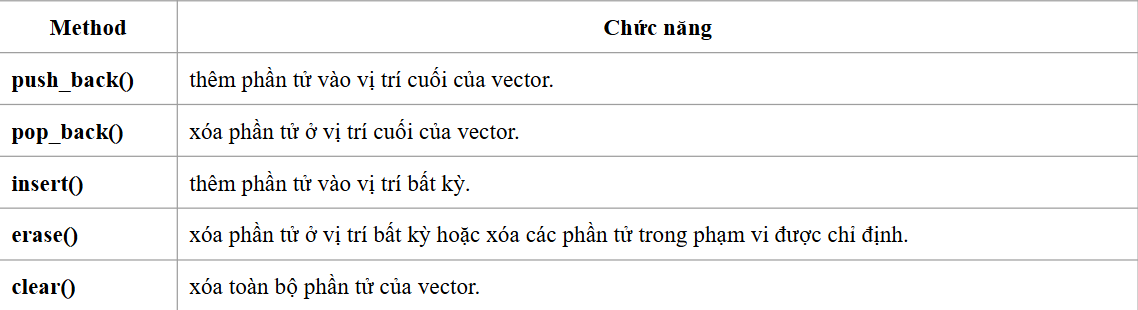 Method Chức năng
push_back() thêm phần tử vào vị trí cuối của vector.
pop_back() xóa phần tử ở vị trí cuối của vector.
insert() thêm phần tử vào vị trí bất kỳ.
erase() xóa phần tử ở vị trí bất kỳ hoặc xóa các phần tử trong phạm vi được chỉ định.
clear() xóa toàn bộ phần tử của vector.